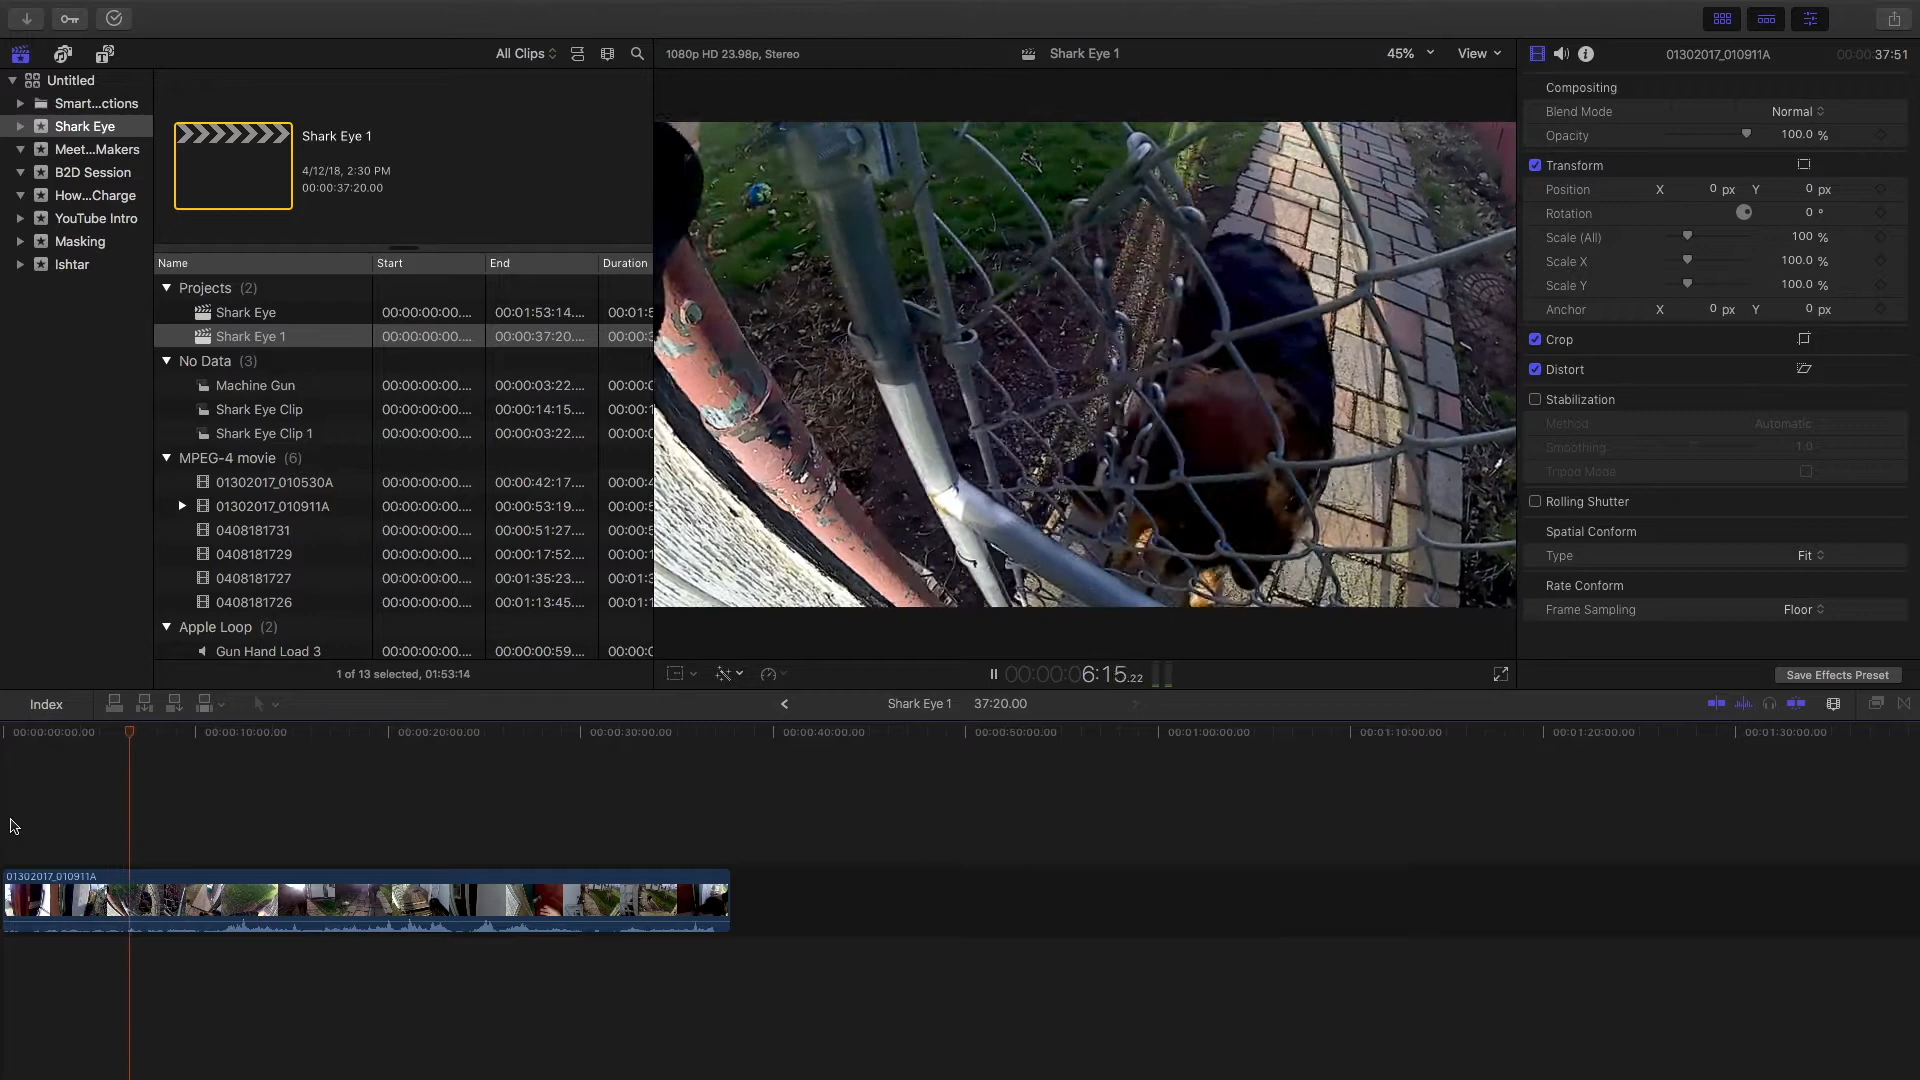 All Clips
1080p HD 23.98p, Stereo
Shark Eye 1
45%
View
01302017_010911A
00:00:37:51
Untitled
Smart...ctions
Shark Eye
Meet...Makers
B2D Session
How...Charge
YouTube Intro
Masking
Ishtar
Shark Eye 1
4/12/18, 2:30 PM
00:00:37:20.00
Name Start End Duration
Projects (2)
Shark Eye 00:00:00:00.... 00:01:53:14.... 00:01:5
Shark Eye 1 00:00:00:00.... 00:00:37:20.... 00:00:3
No Data (3)
Machine Gun 00:00:00:00.... 00:00:03:22.... 00:00:0
Shark Eye Clip 00:00:00:00.... 00:00:14:15.... 00:00:1
Shark Eye Clip 1 00:00:00:00.... 00:00:03:22.... 00:00:0
MPEG-4 movie (6)
01302017_010530A 00:00:00:00.... 00:00:42:17.... 00:00:4
01302017_010911A 00:00:00:00.... 00:00:53:19.... 00:00:5
0408181731 00:00:00:00.... 00:00:51:27.... 00:00:5
0408181729 00:00:00:00.... 00:00:17:52.... 00:00:1
0408181727 00:00:00:00.... 00:01:35:23.... 00:01:3
0408181726 00:00:00:00.... 00:01:13:45.... 00:01:1
Apple Loop (2)
Gun Hand Load 3 00:00:00:00.... 00:00:00:59.... 00:00:0
1 of 13 selected, 01:53:14
00:00:06:15.22
Compositing
Blend Mode Normal
Opacity 100.0 %
Transform
Position X 0 px Y 0 px
Rotation 0 °
Scale (All) 100 %
Scale X 100.0 %
Scale Y 100.0 %
Anchor X 0 px Y 0 px
Crop
Distort
Stabilization
Method Automatic
Smoothing 1.0
Tripod Mode
Rolling Shutter
Spatial Conform
Type Fit
Rate Conform
Frame Sampling Floor
Save Effects Preset
Index
Shark Eye 1 37:20.00
00:00:00:00.00 00:00:10:00.00 00:00:20:00.00 00:00:30:00.00 00:00:40:00.00 00:00:50:00.00 00:01:00:00.00 00:01:10:00.00 00:01:20:00.00 00:01:30:00.00
01302017_010911A